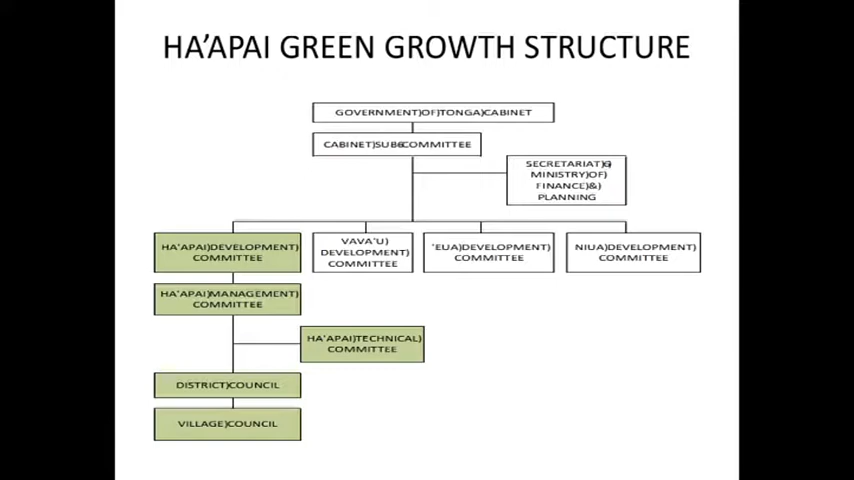 HA'APAI GREEN GROWTH STRUCTURE
GOVERNMENT)OF)TONGA)CABINET
CABINET)SUB6COMMITTEE
SECRETARIAT)6)
MINISTRY)OF)
FINANCE)&)
PLANNING
HA'APAI)DEVELOPMENT)
COMMITTEE
VAVA'U)
DEVELOPMENT)
COMMITTEE
'EUA)DEVELOPMENT)
COMMITTEE
NIUA)DEVELOPMENT)
COMMITTEE
HA'APAI)MANAGEMENT)
COMMITTEE
HA'APAI)TECHNICAL)
COMMITTEE
DISTRICT)COUNCIL
VILLAGE)COUNCIL